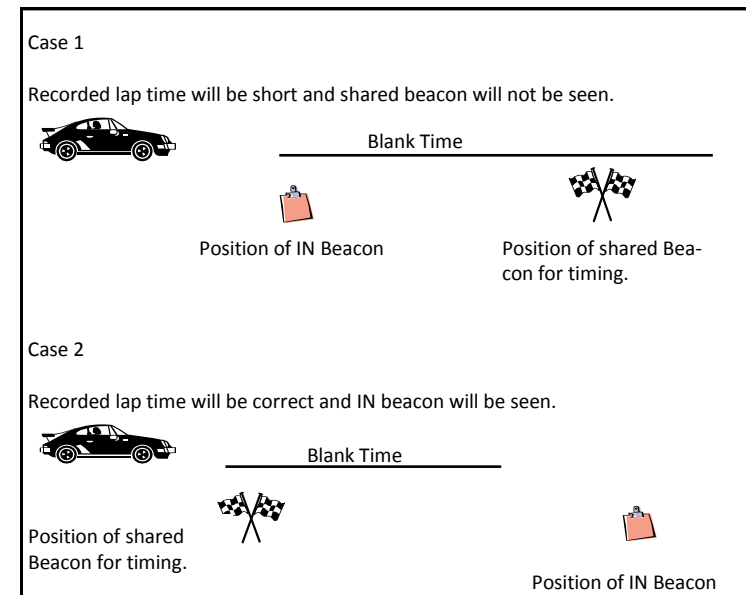 Case 1
Recorded lap time will be short and shared beacon will not be seen.
Blank Time
Position of IN Beacon
Position of shared Bea-
con for timing.
Case 2
Recorded lap time will be correct and IN beacon will be seen.
Blank Time
Position of shared
Beacon for timing.
Position of IN Beacon